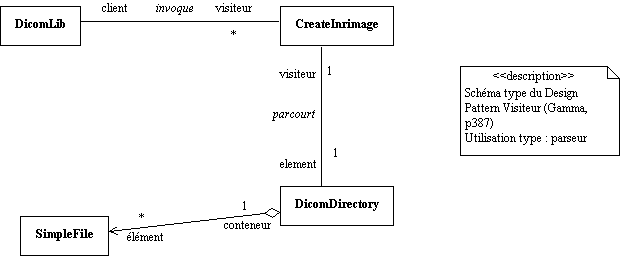 DicomLib
client invoque visiteur
*
CreateInrimage
visiteur 1
parcourt
element 1
<<description>>
Schéma type du Design
Pattern Visiteur (Gamma,
p387)
Utilisation type : parseur
DicomDirectory
1
conteneur
*
élément
SimpleFile